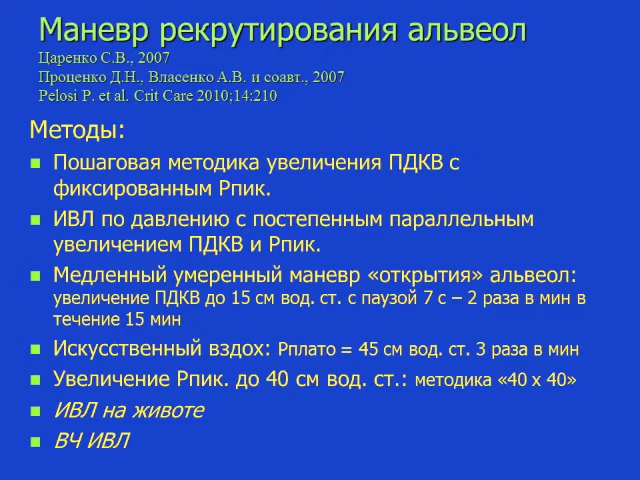 Маневр рекрутирования альвеол
Царенко С.В., 2007
Проценко Д.Н., Власенко А.В. и соавт., 2007
Pelosi P. et al. Crit Care 2010;14:210
Методы:
Пошаговая методика увеличения ПДКВ с
фиксированным Рпик.
ИВЛ по давлению с постепенным параллельным
увеличением ПДКВ и Рпик.
Медленный умеренный маневр «открытия» альвеол:
увеличение ПДКВ до 15 см вод. ст. с паузой 7 с – 2 раза в мин в
течение 15 мин
Искусственный вздох: Рплато = 45 см вод. ст. 3 раза в мин
Увеличение Рпик. до 40 см вод. ст.: методика «40 х 40»
ИВЛ на животе
ВЧ ИВЛ